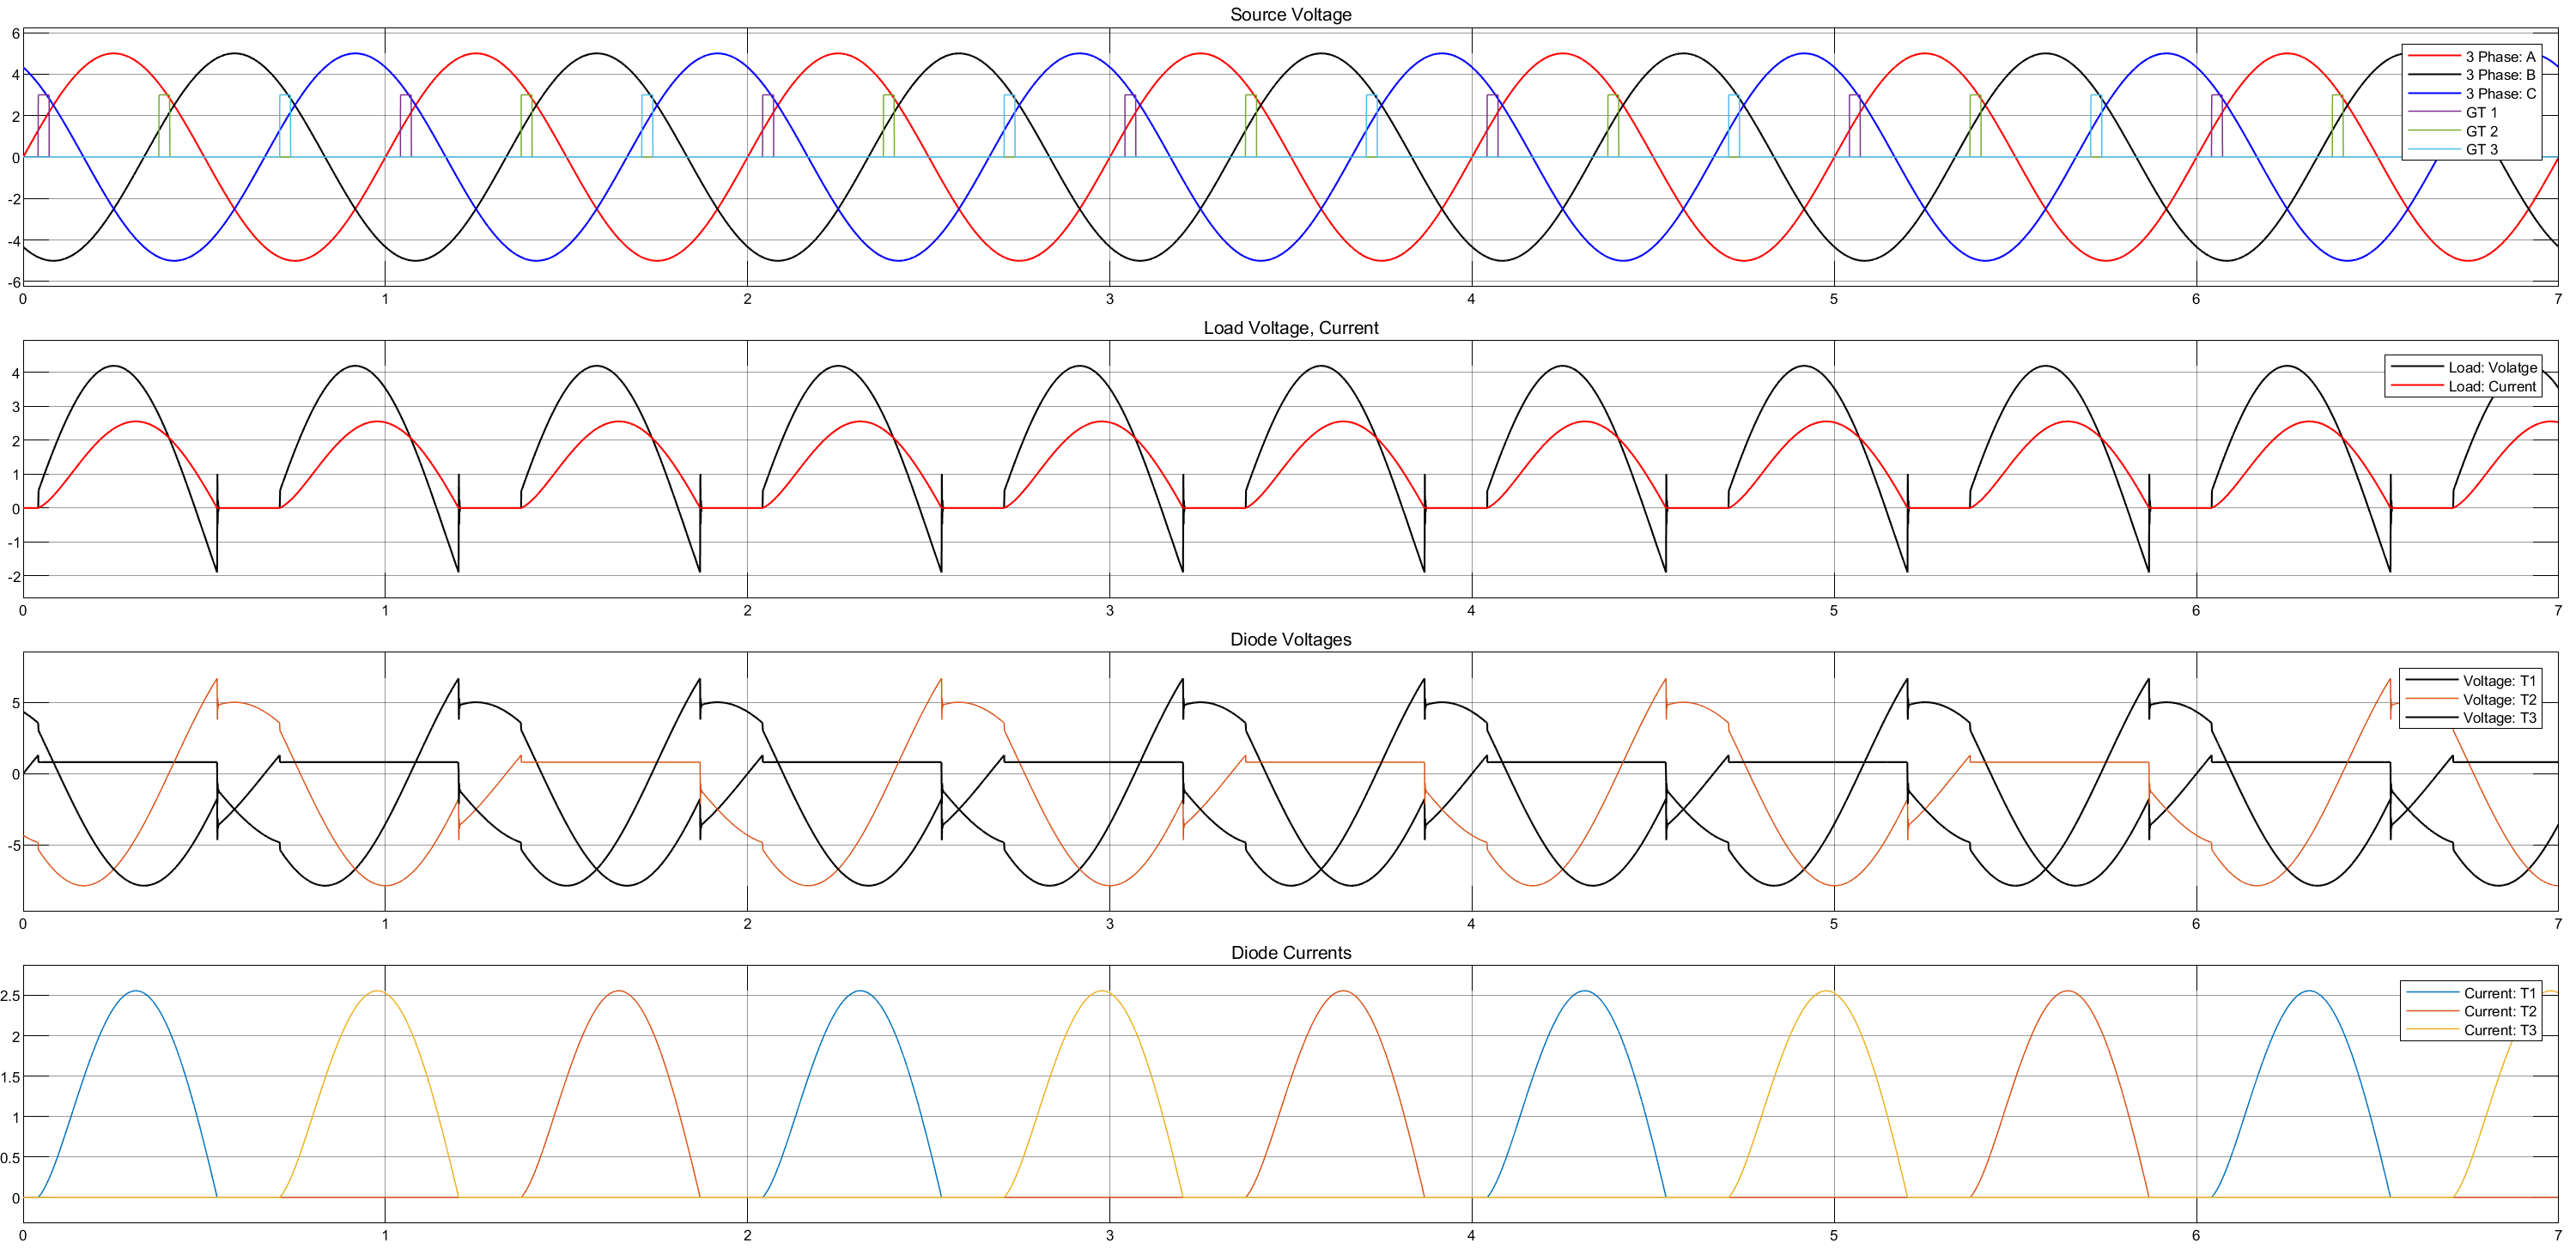 Source Voltage
6
4
2
0
-2
-4
-6
3 Phase: A
3 Phase: B
3 Phase: C
GT 1
GT 2
GT 3
0 1 2 3 4 5 6 7
Load Voltage, Current
4
3
2
1
0
-1
-2
Load: Volatge
Load: Current
0 1 2 3 4 5 6 7
Diode Voltages
5
0
-5
Voltage: T1
Voltage: T2
Voltage: T3
0 1 2 3 4 5 6 7
Diode Currents
2.5
2
1.5
1
0.5
0
Current: T1
Current: T2
Current: T3
0 1 2 3 4 5 6 7